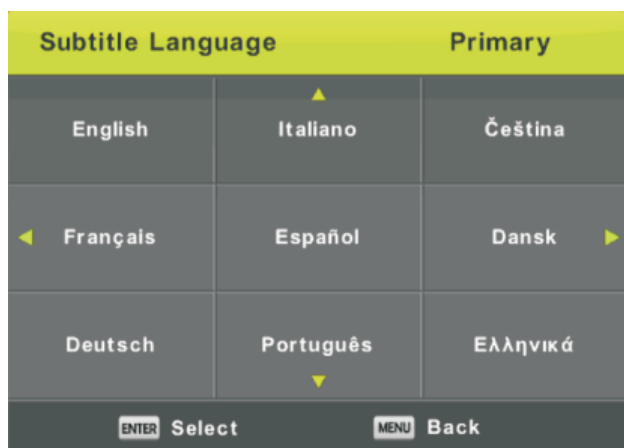 Subtitle Language Primary
English Italiano Čeština
Français Español Dansk
Deutsch Português Ελληνικά
ENTER Select MENU Back